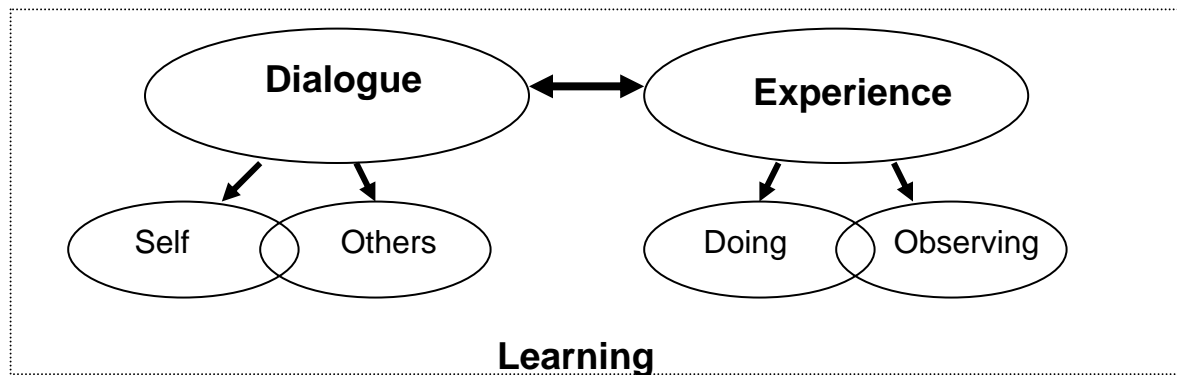 Dialogue
Experience
Self
Others
Doing
Observing
Learning